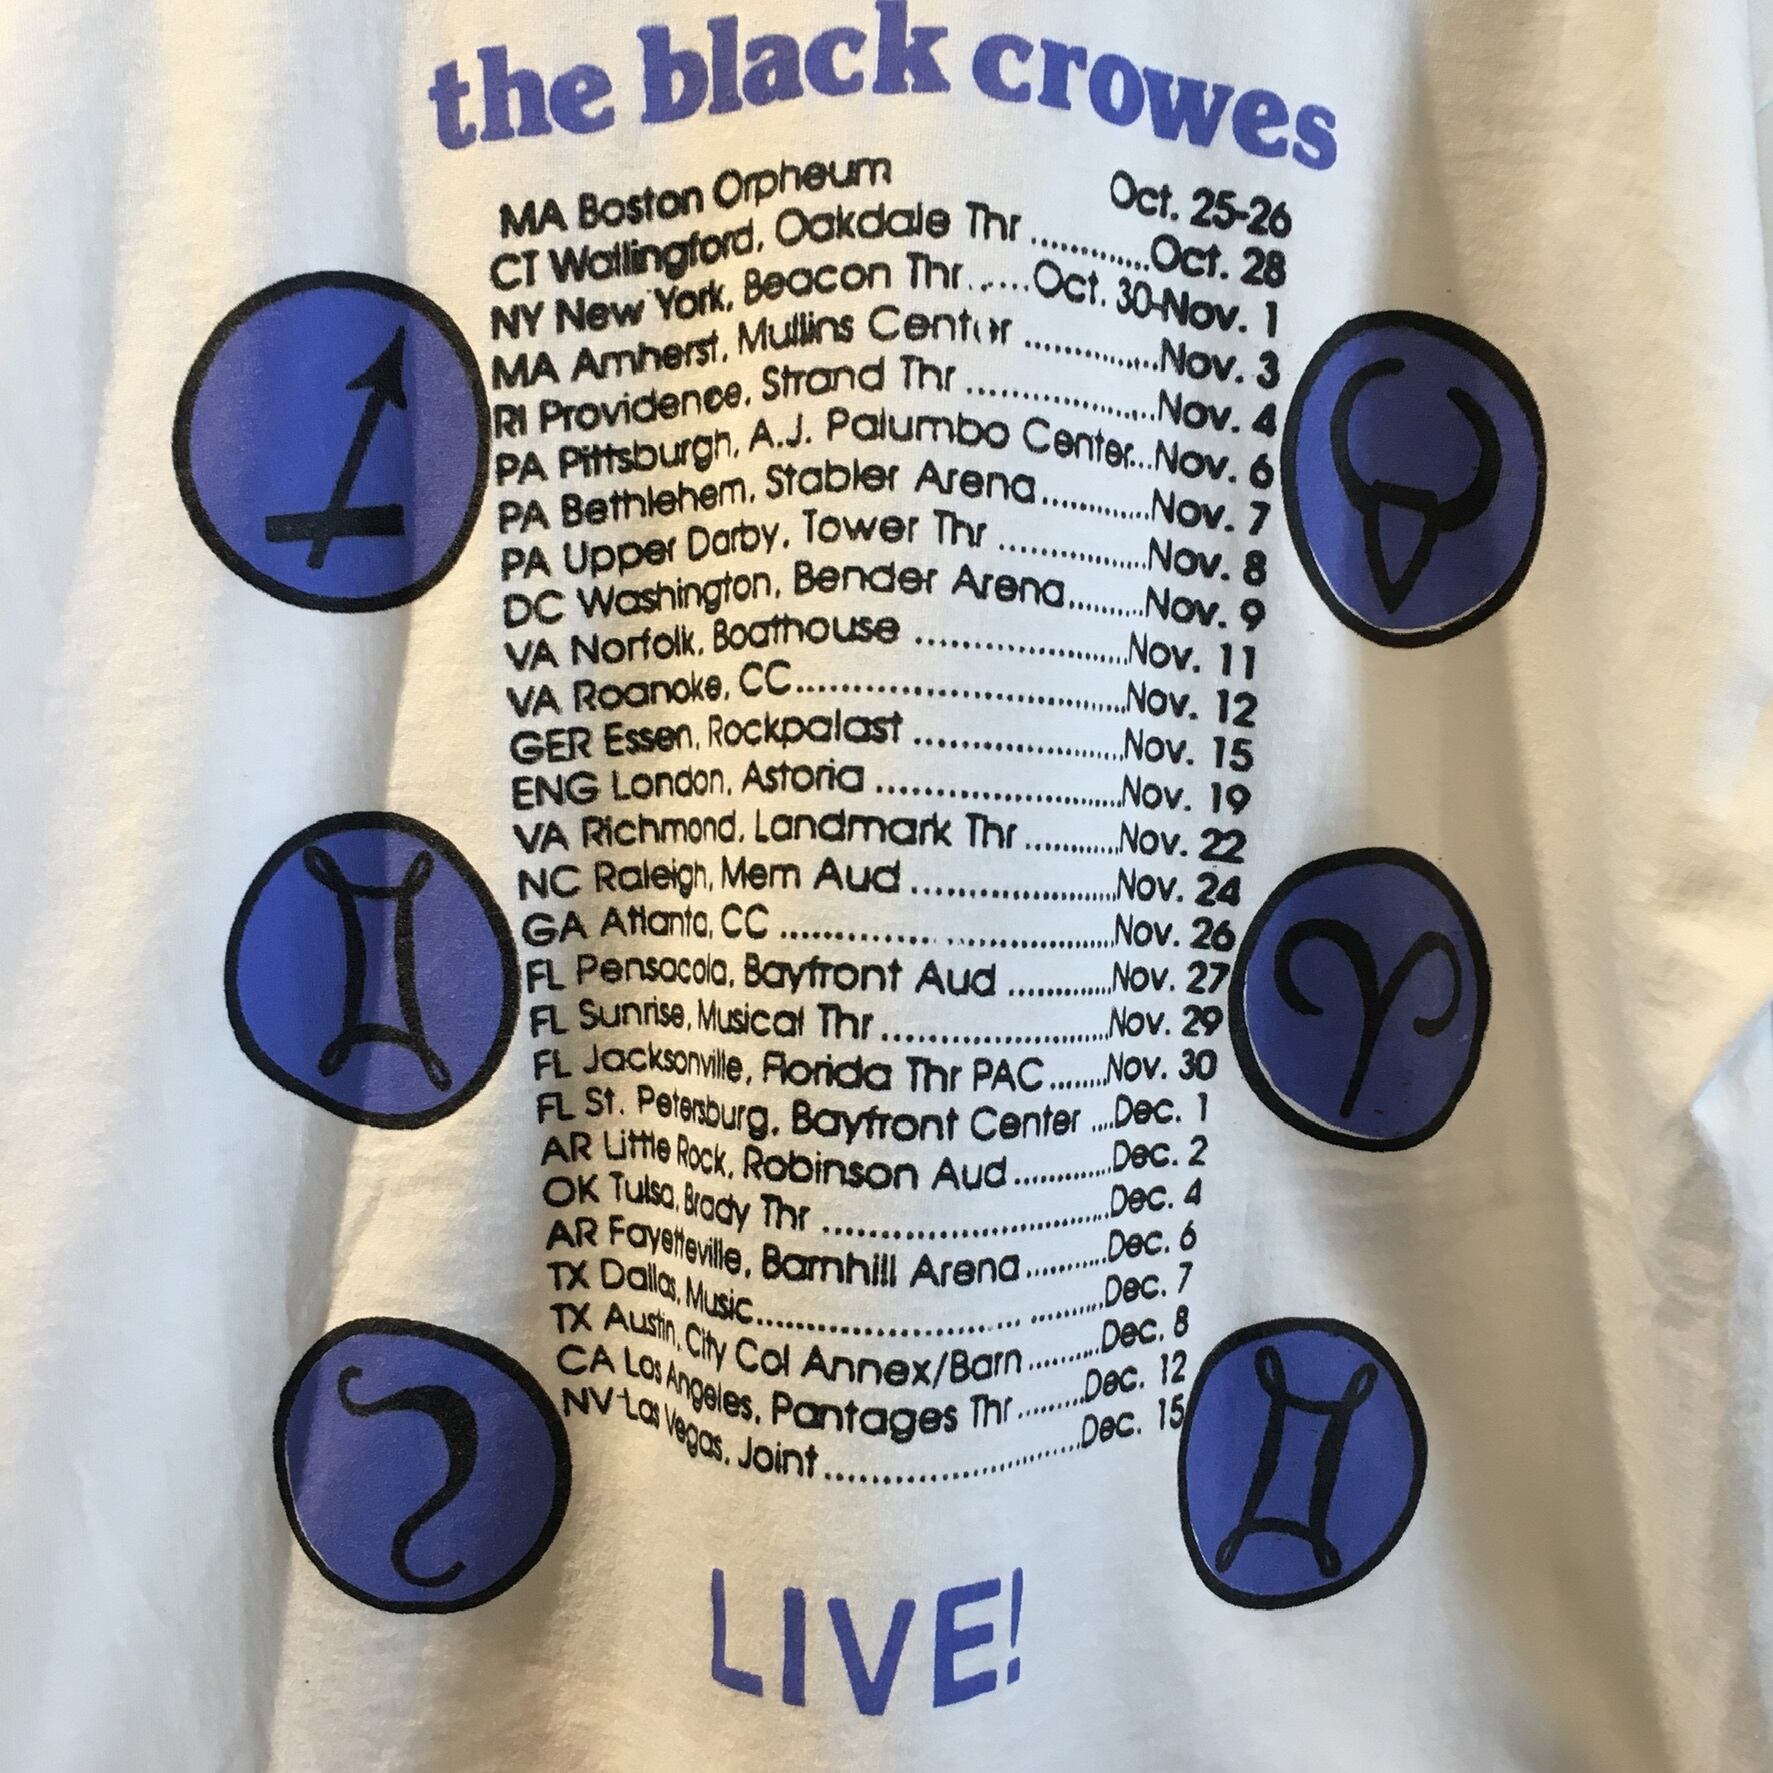 the black crowes
MA Boston Orpheum Oct. 25-26
CT Wallingford, Oakdale Thr ............Oct. 28
NY New York, Beacon Thr......Oct. 30-Nov. 1
MA Amherst, Mullins Center ..............Nov. 3
RI Providence, Strand Thr ....................Nov. 4
PA Pittsburgh, A.J. Palumbo Center...Nov. 6
PA Bethlehem, Stabler Arena............Nov. 7
PA Upper Darby, Tower Thr ................Nov. 8
DC Washington, Bender Arena.........Nov. 9
VA Norfolk, Boathouse ......................Nov. 11
VA Roanoke, CC...................................Nov. 12
GER Essen, Rockpalast ......................Nov. 15
ENG London, Astoria ..........................Nov. 19
VA Richmond, Landmark Thr ............Nov. 22
NC Raleigh, Mem Aud ......................Nov. 24
GA Atlanta, CC ...................................Nov. 26
FL Pensacola, Bayfront Aud .............Nov. 27
FL Sunrise, Musical Thr........................Nov. 29
FL Jacksonville, Florida Thr PAC........Nov. 30
FL St. Petersburg, Bayfront Center ....Dec. 1
AR Little Rock, Robinson Aud............Dec. 2
OK Tulsa, Brady Thr ..............................Dec. 4
AR Fayetteville, Barnhill Arena...........Dec. 6
TX Dallas, Music.....................................Dec. 7
TX Austin, City Col Annex/Barn..........Dec. 8
CA Los Angeles, Pantages Thr .........Dec. 12
NV Las Vegas, Joint ...........................Dec. 15
LIVE!